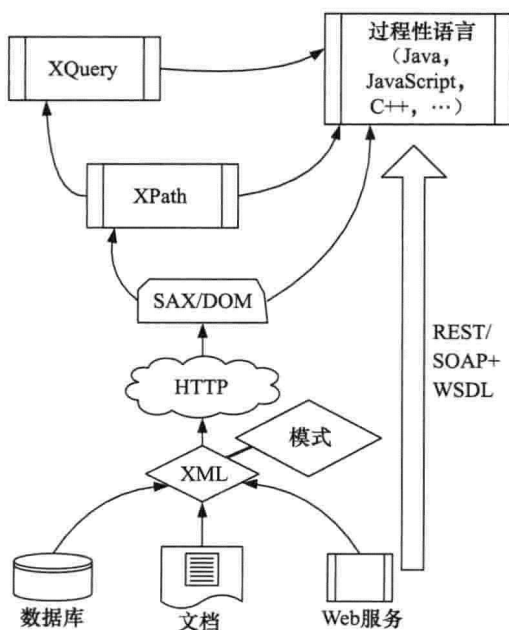 过程性语言
（Java，
JavaScript，
C++，…）
XQuery
XPath
SAX/DOM
HTTP
REST/
SOAP+
WSDL
模式
XML
数据库
文档
Web服务